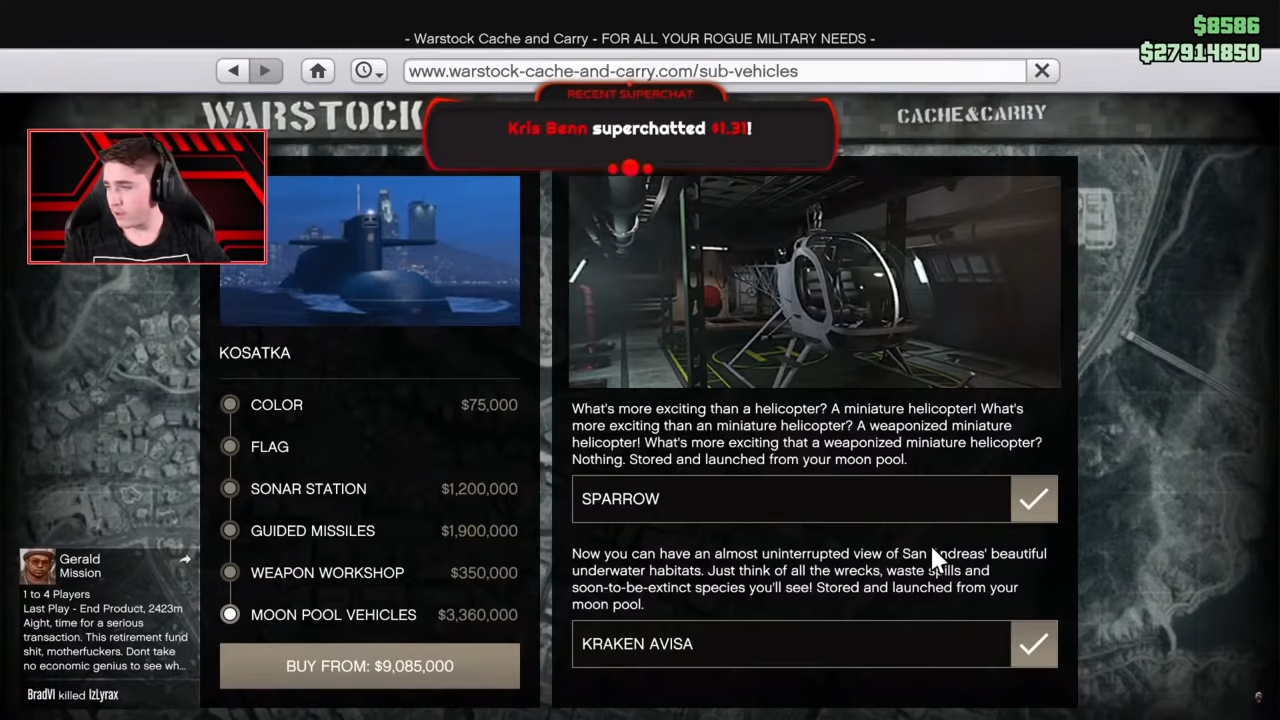 $8586
$27914850
- Warstock Cache and Carry - FOR ALL YOUR ROGUE MILITARY NEEDS -
www.warstock-cache-and-carry.com/sub-vehicles
RECENT SUPERCHAT
Kris Benn superchatted $1.31!
WARSTOCK
CACHE&CARRY
KOSATKA
COLOR $75,000
FLAG
SONAR STATION $1,200,000
GUIDED MISSILES $1,900,000
WEAPON WORKSHOP $350,000
MOON POOL VEHICLES $3,360,000
BUY FROM: $9,085,000
What's more exciting than a helicopter? A miniature helicopter! What's
more exciting than an miniature helicopter? A weaponized miniature
helicopter! What's more exciting that a weaponized miniature helicopter?
Nothing. Stored and launched from your moon pool.
SPARROW
Now you can have an almost uninterrupted view of San Andreas' beautiful
underwater habitats. Just think of all the wrecks, waste spills and
soon-to-be-extinct species you'll see! Stored and launched from your
moon pool.
KRAKEN AVISA
Gerald
Mission
1 to 4 Players
Last Play - End Product, 2423m
Aight, time for a serious
transaction. This retirement fund
shit, motherfuckers. Dont take
no economic genius to see wh...
BradVI killed IzLyrax